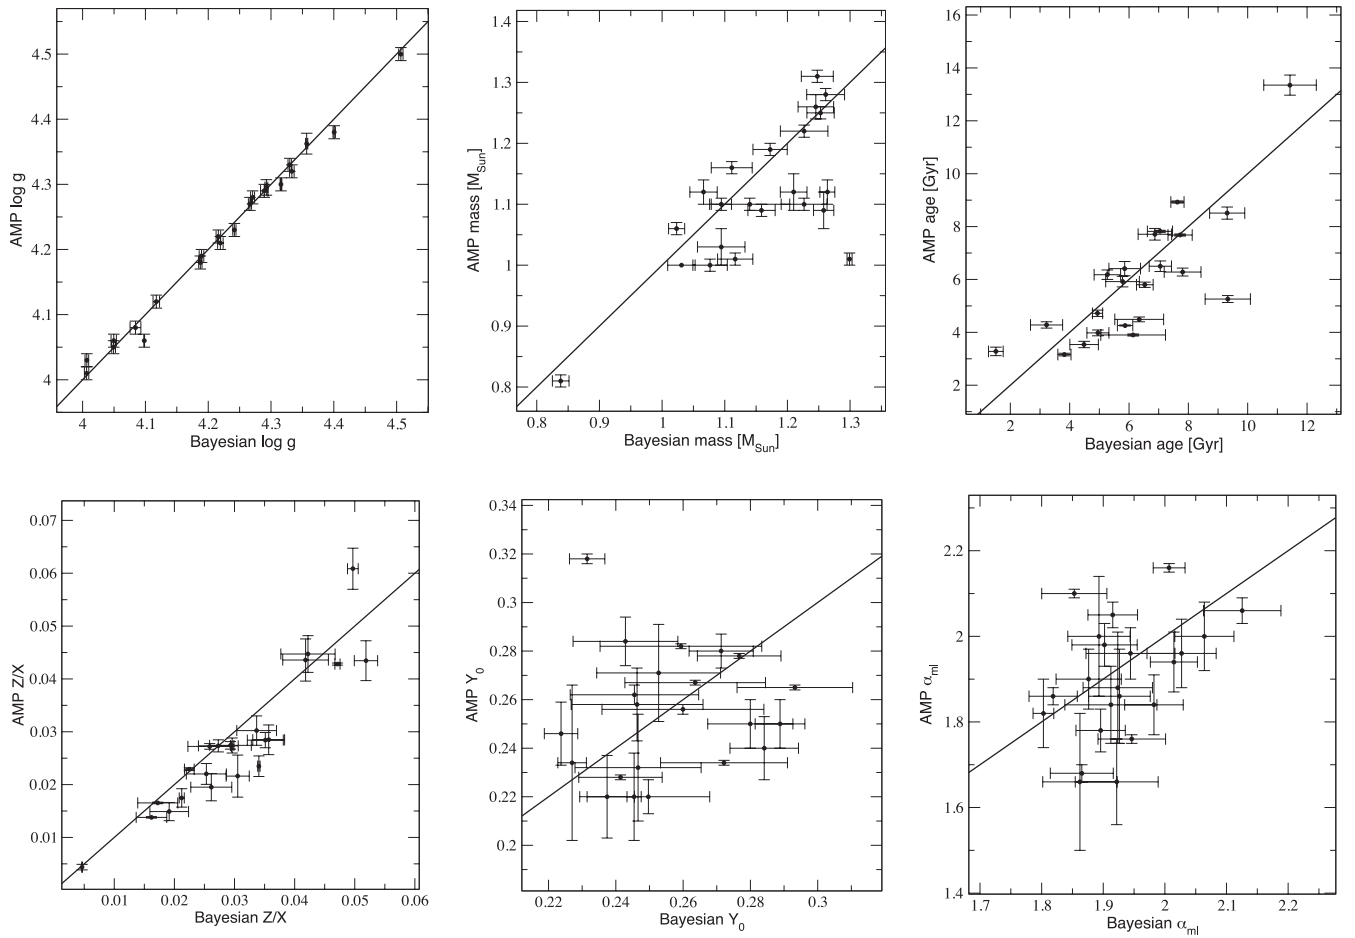 4.5
4.4
4.3
4.2
4.1
4
AMP log g
4 4.1 4.2 4.3 4.4 4.5
Bayesian log g
1.4
1.3
1.2
1.1
1
0.9
0.8
AMP mass [M_Sun]
0.8 0.9 1 1.1 1.2 1.3
Bayesian mass [M_Sun]
16
14
12
10
8
6
4
2
AMP age [Gyr]
2 4 6 8 10 12
Bayesian age [Gyr]
0.07
0.06
0.05
0.04
0.03
0.02
0.01
AMP Z/X
0.01 0.02 0.03 0.04 0.05 0.06
Bayesian Z/X
0.34
0.32
0.3
0.28
0.26
0.24
0.22
0.2
AMP Y_0
0.22 0.24 0.26 0.28 0.3
Bayesian Y_0
2.2
2
1.8
1.6
1.4
AMP α_ml
1.7 1.8 1.9 2 2.1 2.2
Bayesian α_ml